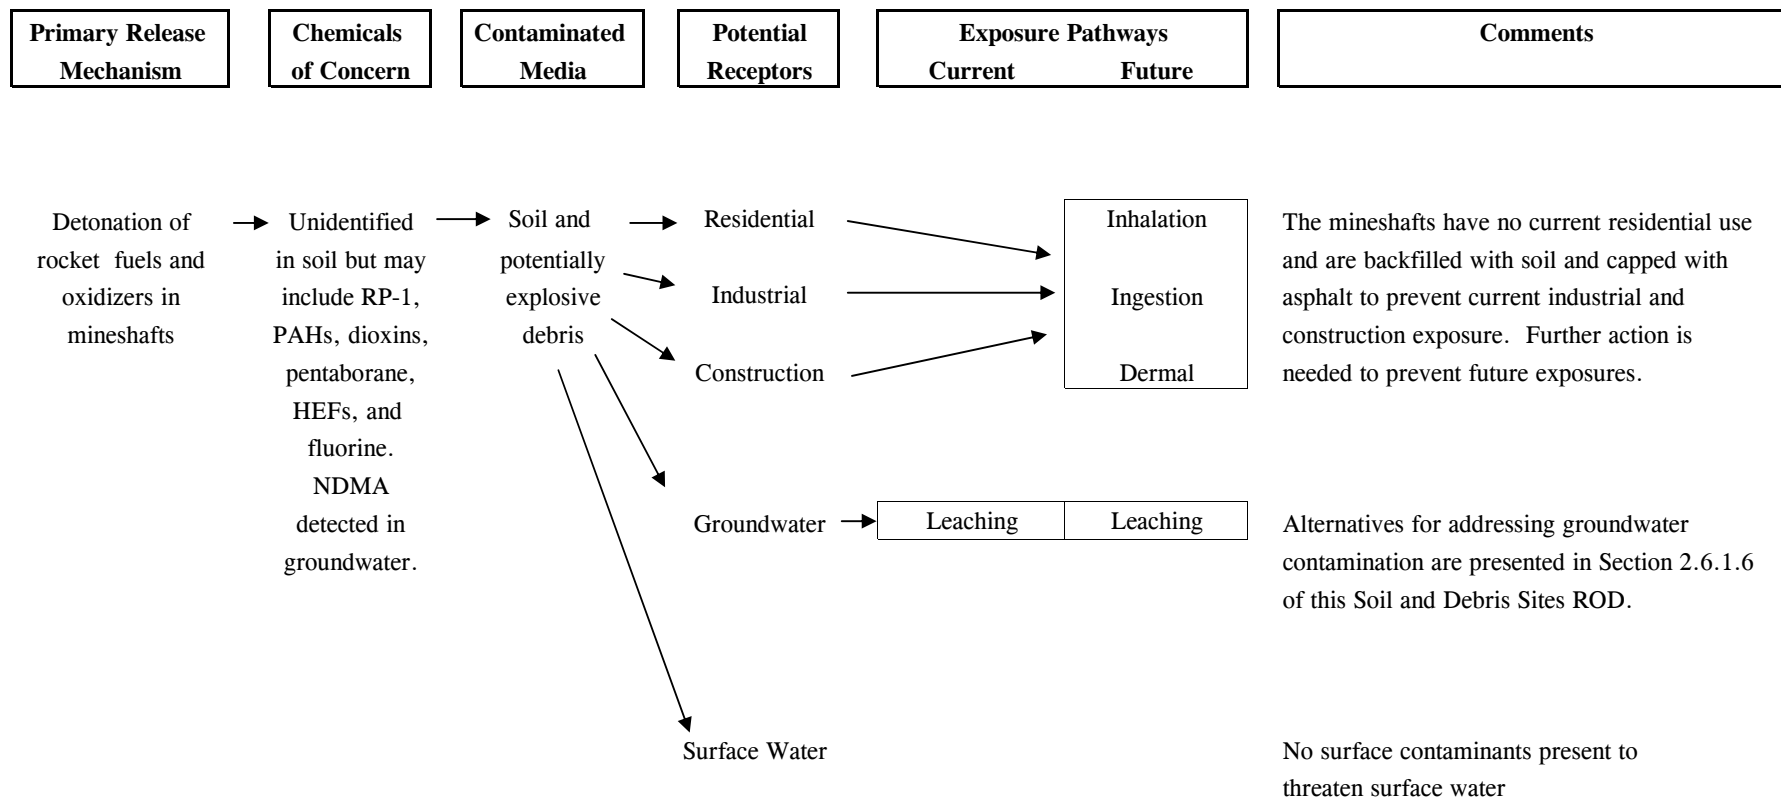 Primary Release
Mechanism
Chemicals
of Concern
Contaminated
Media
Potential
Receptors
Exposure Pathways
Current Future
Comments
Detonation of
rocket fuels and
oxidizers in
mineshafts
Unidentified
in soil but may
include RP-1,
PAHs, dioxins,
pentaborane,
HEFs, and
fluorine.
NDMA
detected in
groundwater.
Soil and
potentially
explosive
debris
Residential
Industrial
Construction
Inhalation
Ingestion
Dermal
The mineshafts have no current residential use
and are backfilled with soil and capped with
asphalt to prevent current industrial and
construction exposure. Further action is
needed to prevent future exposures.
Groundwater
Leaching Leaching
Alternatives for addressing groundwater
contamination are presented in Section 2.6.1.6
of this Soil and Debris Sites ROD.
Surface Water
No surface contaminants present to
threaten surface water